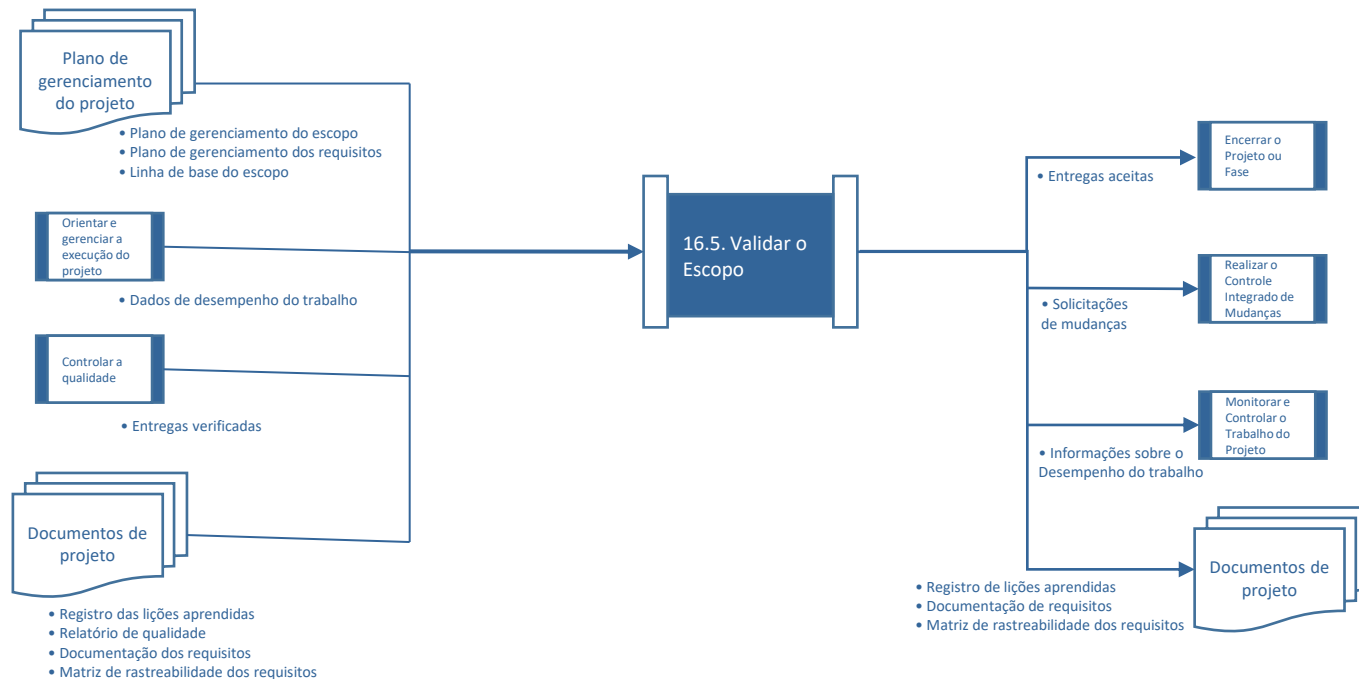 Plano de
gerenciamento
do projeto
• Plano de gerenciamento do escopo
• Plano de gerenciamento dos requisitos
• Linha de base do escopo
Orientar e
gerenciar a
execução do
projeto
• Dados de desempenho do trabalho
Controlar a
qualidade
• Entregas verificadas
Documentos de
projeto
• Registro das lições aprendidas
• Relatório de qualidade
• Documentação dos requisitos
• Matriz de rastreabilidade dos requisitos
16.5. Validar o
Escopo
Encerrar o
Projeto ou
Fase
• Entregas aceitas
Realizar o
Controle
Integrado de
Mudanças
• Solicitações
de mudanças
Monitorar e
Controlar o
Trabalho do
Projeto
• Informações sobre o
Desempenho do trabalho
Documentos de
projeto
• Registro de lições aprendidas
• Documentação de requisitos
• Matriz de rastreabilidade dos requisitos